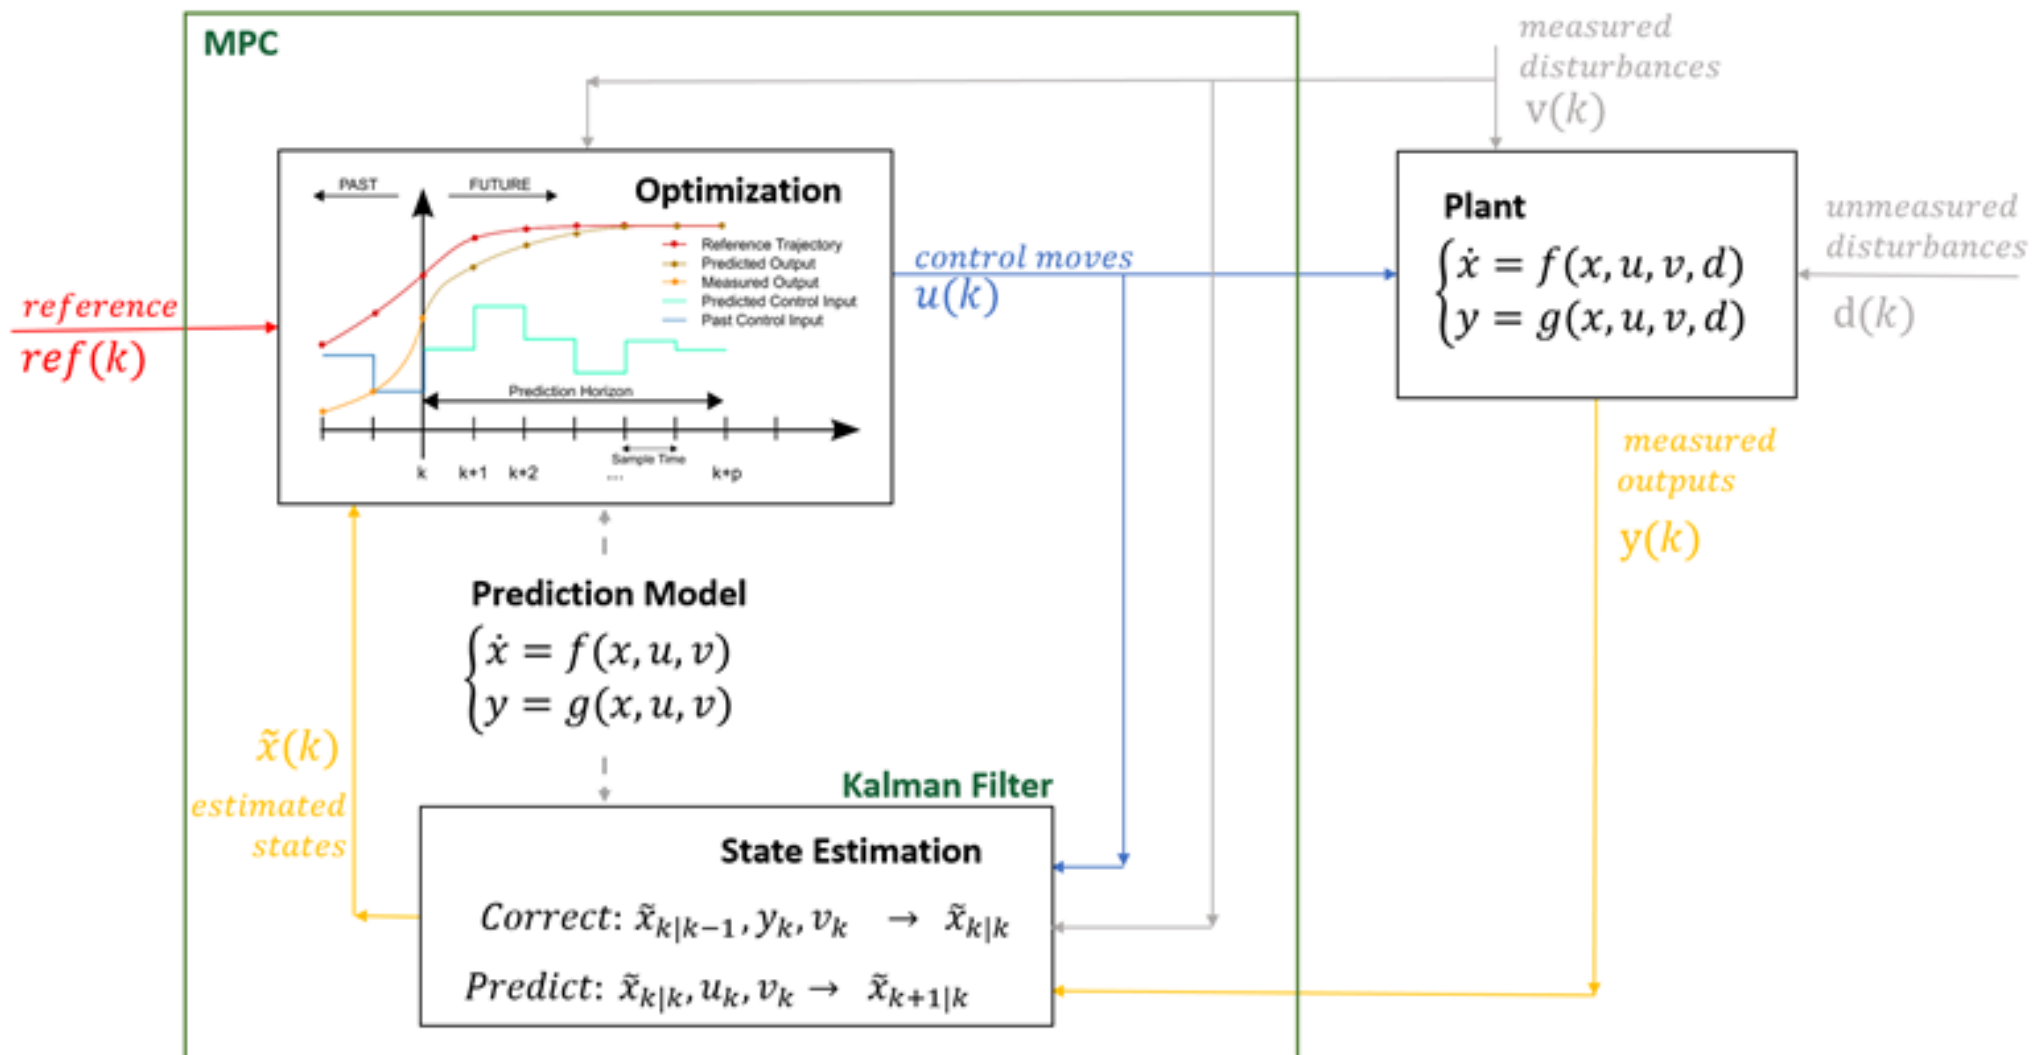 MPC
measured
disturbances
v(k)
PAST
FUTURE
Optimization
Reference Trajectory
Predicted Output
Measured Output
Predicted Control Input
Past Control Input
Prediction Horizon
Sample Time
k
k+1
k+2
...
k+p
reference
ref(k)
control moves
u(k)
Plant
ẋ = f(x, u, v, d)
y = g(x, u, v, d)
unmeasured
disturbances
d(k)
measured
outputs
y(k)
Prediction Model
ẋ = f(x, u, v)
y = g(x, u, v)
x̃(k)
estimated
states
Kalman Filter
State Estimation
Correct: x̃k|k−1, yk, vk → x̃k|k
Predict: x̃k|k, uk, vk → x̃k+1|k